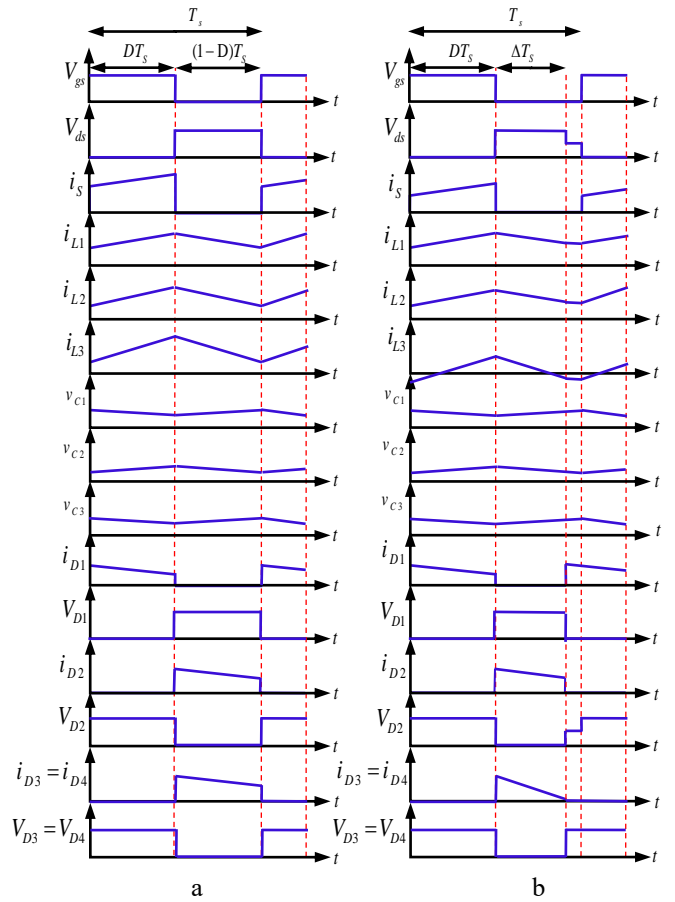 T_s
DT_S (1−D)T_S
V_gs t
V_ds t
i_S t
i_L1 t
i_L2 t
i_L3 t
v_C1 t
v_C2 t
v_C3 t
i_D1 t
V_D1 t
i_D2 t
V_D2 t
i_D3 = i_D4 t
V_D3 = V_D4 t
a
T_s
DT_S ΔT_S
V_gs t
V_ds t
i_S t
i_L1 t
i_L2 t
i_L3 t
v_C1 t
v_C2 t
v_C3 t
i_D1 t
V_D1 t
i_D2 t
V_D2 t
i_D3 = i_D4 t
V_D3 = V_D4 t
b